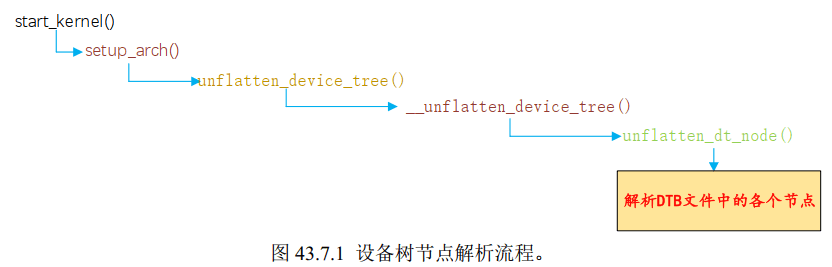 start_kernel()
setup_arch()
unflatten_device_tree()
__unflatten_device_tree()
unflatten_dt_node()
解析DTB文件中的各个节点
图 43.7.1 设备树节点解析流程。